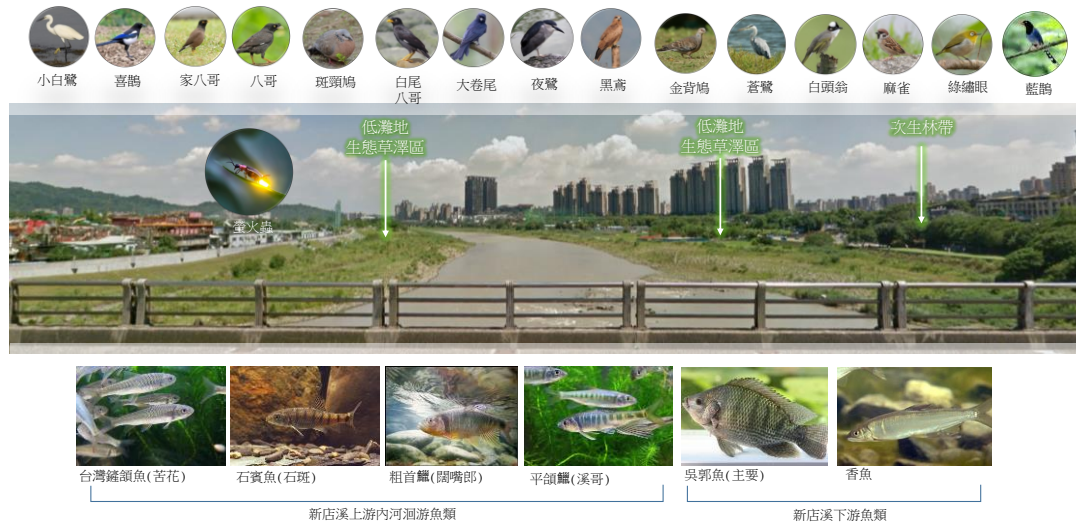 小白鷺
喜鵲
家八哥
八哥
斑頸鳩
白尾
八哥
大卷尾
夜鷺
黑鳶
金背鳩
蒼鷺
白頭翁
麻雀
綠繡眼
藍鵲
低灘地
生態草澤區
低灘地
生態草澤區
次生林帶
螢火蟲
台灣鏟頷魚(苦花)
石賓魚(石斑)
粗首鱲(闊嘴郎)
平頜鱲(溪哥)
吳郭魚(主要)
香魚
新店溪上游內河洄游魚類
新店溪下游魚類